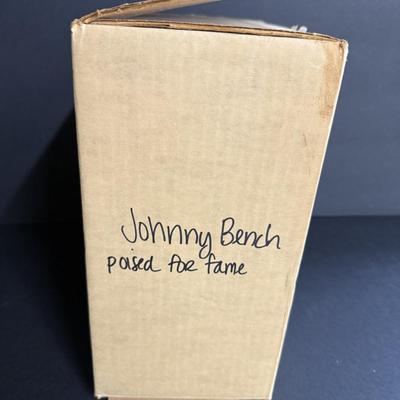 Johnny Bench
poised for fame